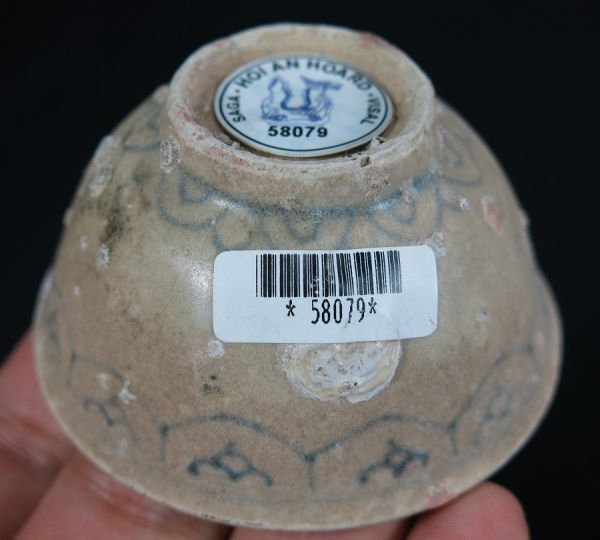 SAGA • HOI AN HOARD • VISAL
58079
* 58079*